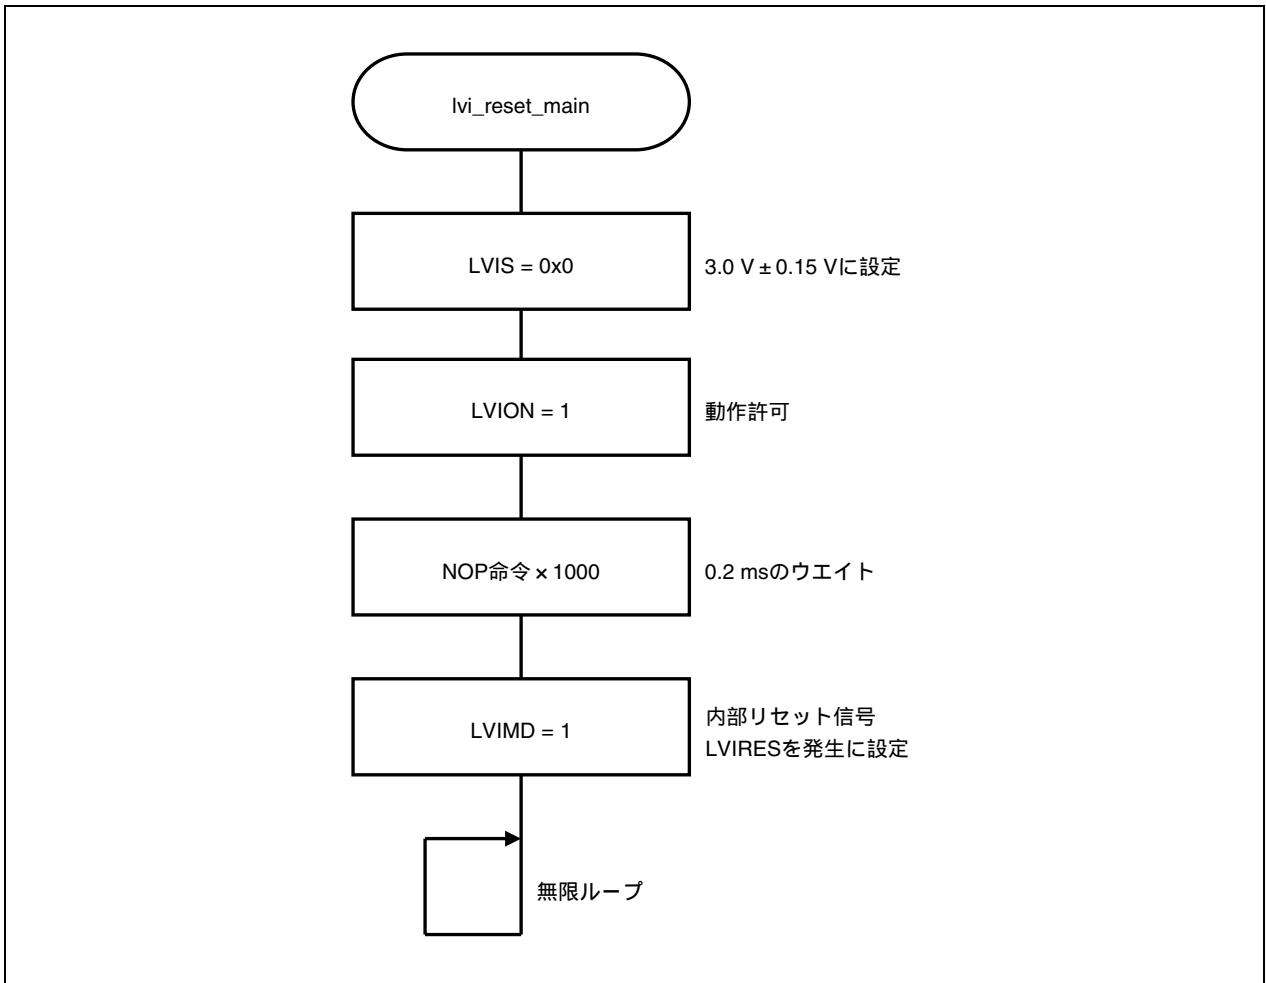 lvi_reset_main
LVIS = 0x0
3.0 V ± 0.15 Vに設定
LVION = 1
動作許可
NOP命令 × 1000
0.2 msのウエイト
LVIMD = 1
内部リセット信号
LVIRESを発生に設定
無限ループ